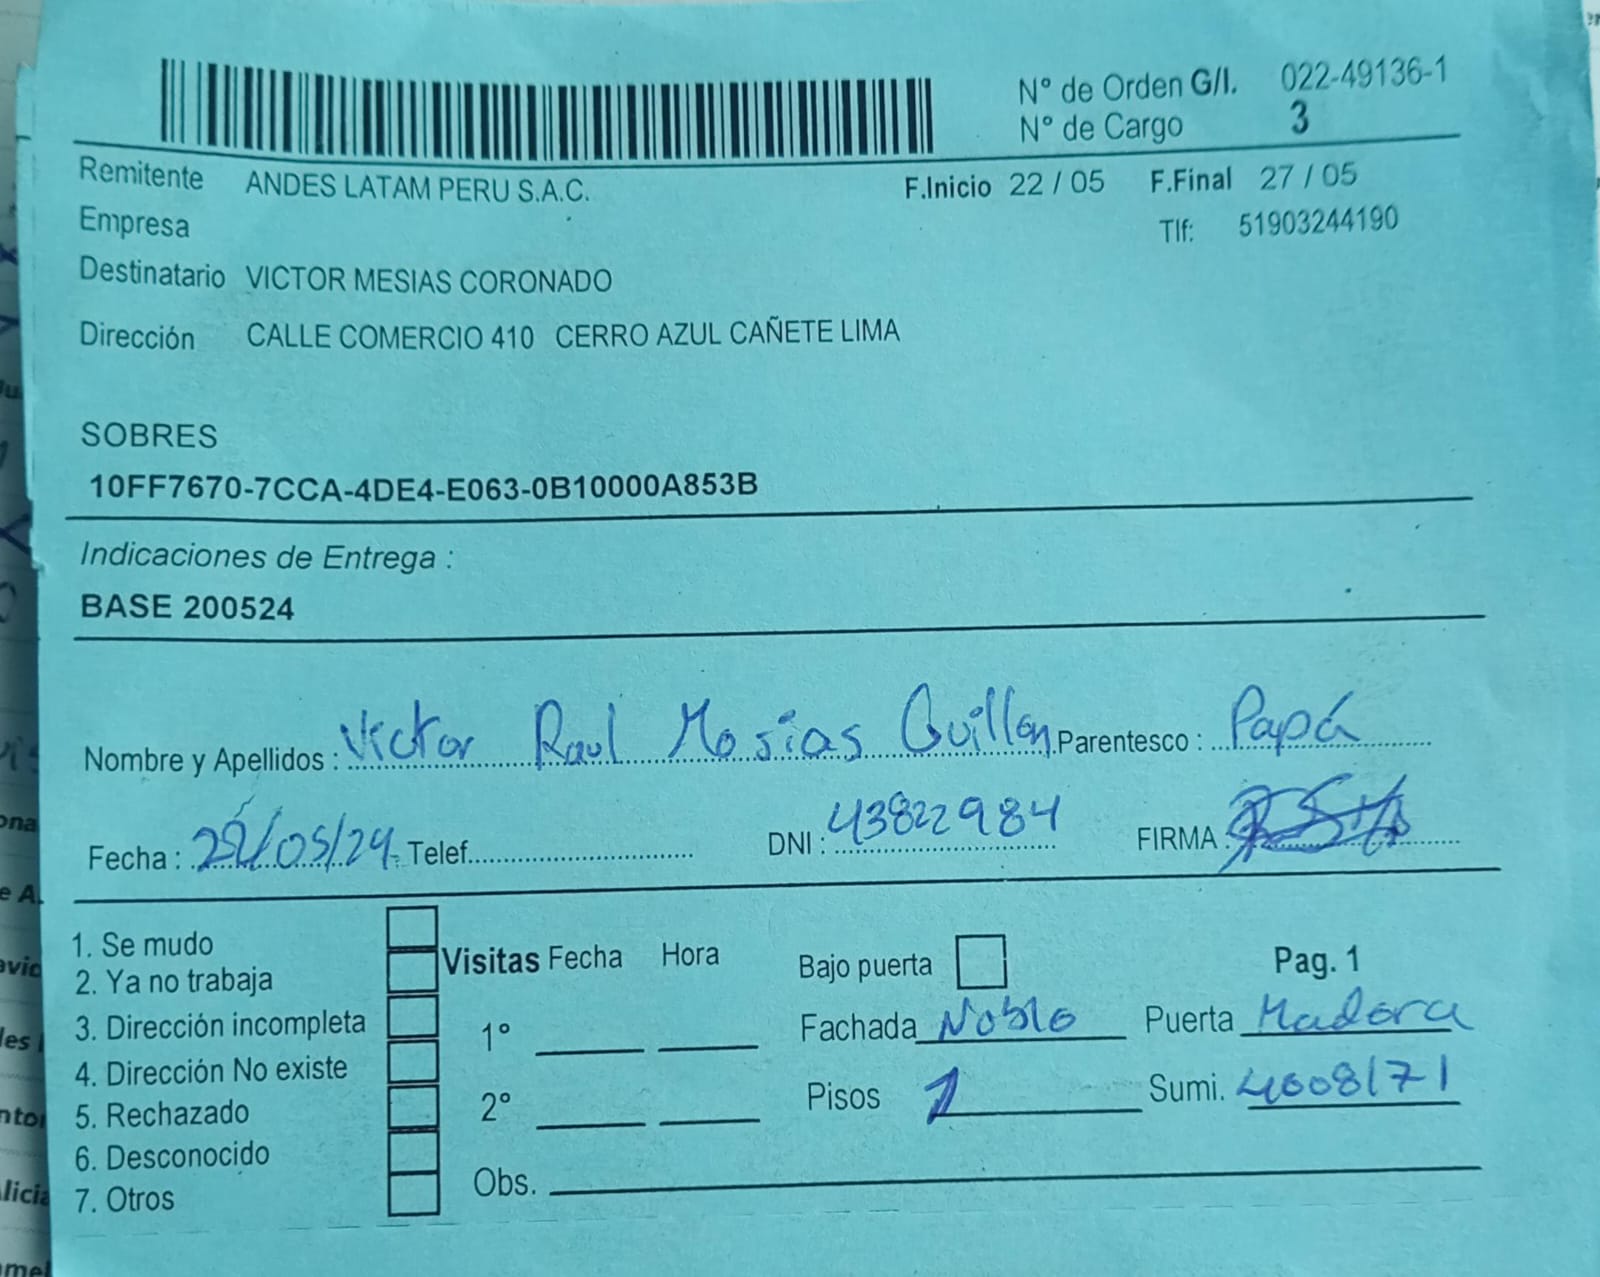 N° de Orden G/I. 022-49136-1
N° de Cargo 3
Remitente ANDES LATAM PERU S.A.C. F.Inicio 22 / 05 F.Final 27 / 05
Empresa Tlf: 51903244190
Destinatario VICTOR MESIAS CORONADO
Dirección CALLE COMERCIO 410 CERRO AZUL CAÑETE LIMA
SOBRES
10FF7670-7CCA-4DE4-E063-0B10000A853B
Indicaciones de Entrega :
BASE 200524
Nombre y Apellidos : Victor Raul Mesias Guillen Parentesco : Papá
Fecha : /05/24 Telef. DNI : 43822984 FIRMA :
1. Se mudo
2. Ya no trabaja Visitas Fecha Hora Bajo puerta Pag. 1
3. Dirección incompleta 1° Fachada Noble Puerta Madera
4. Dirección No existe
5. Rechazado 2° Pisos 1 Sumi. 4008171
6. Desconocido
7. Otros Obs.